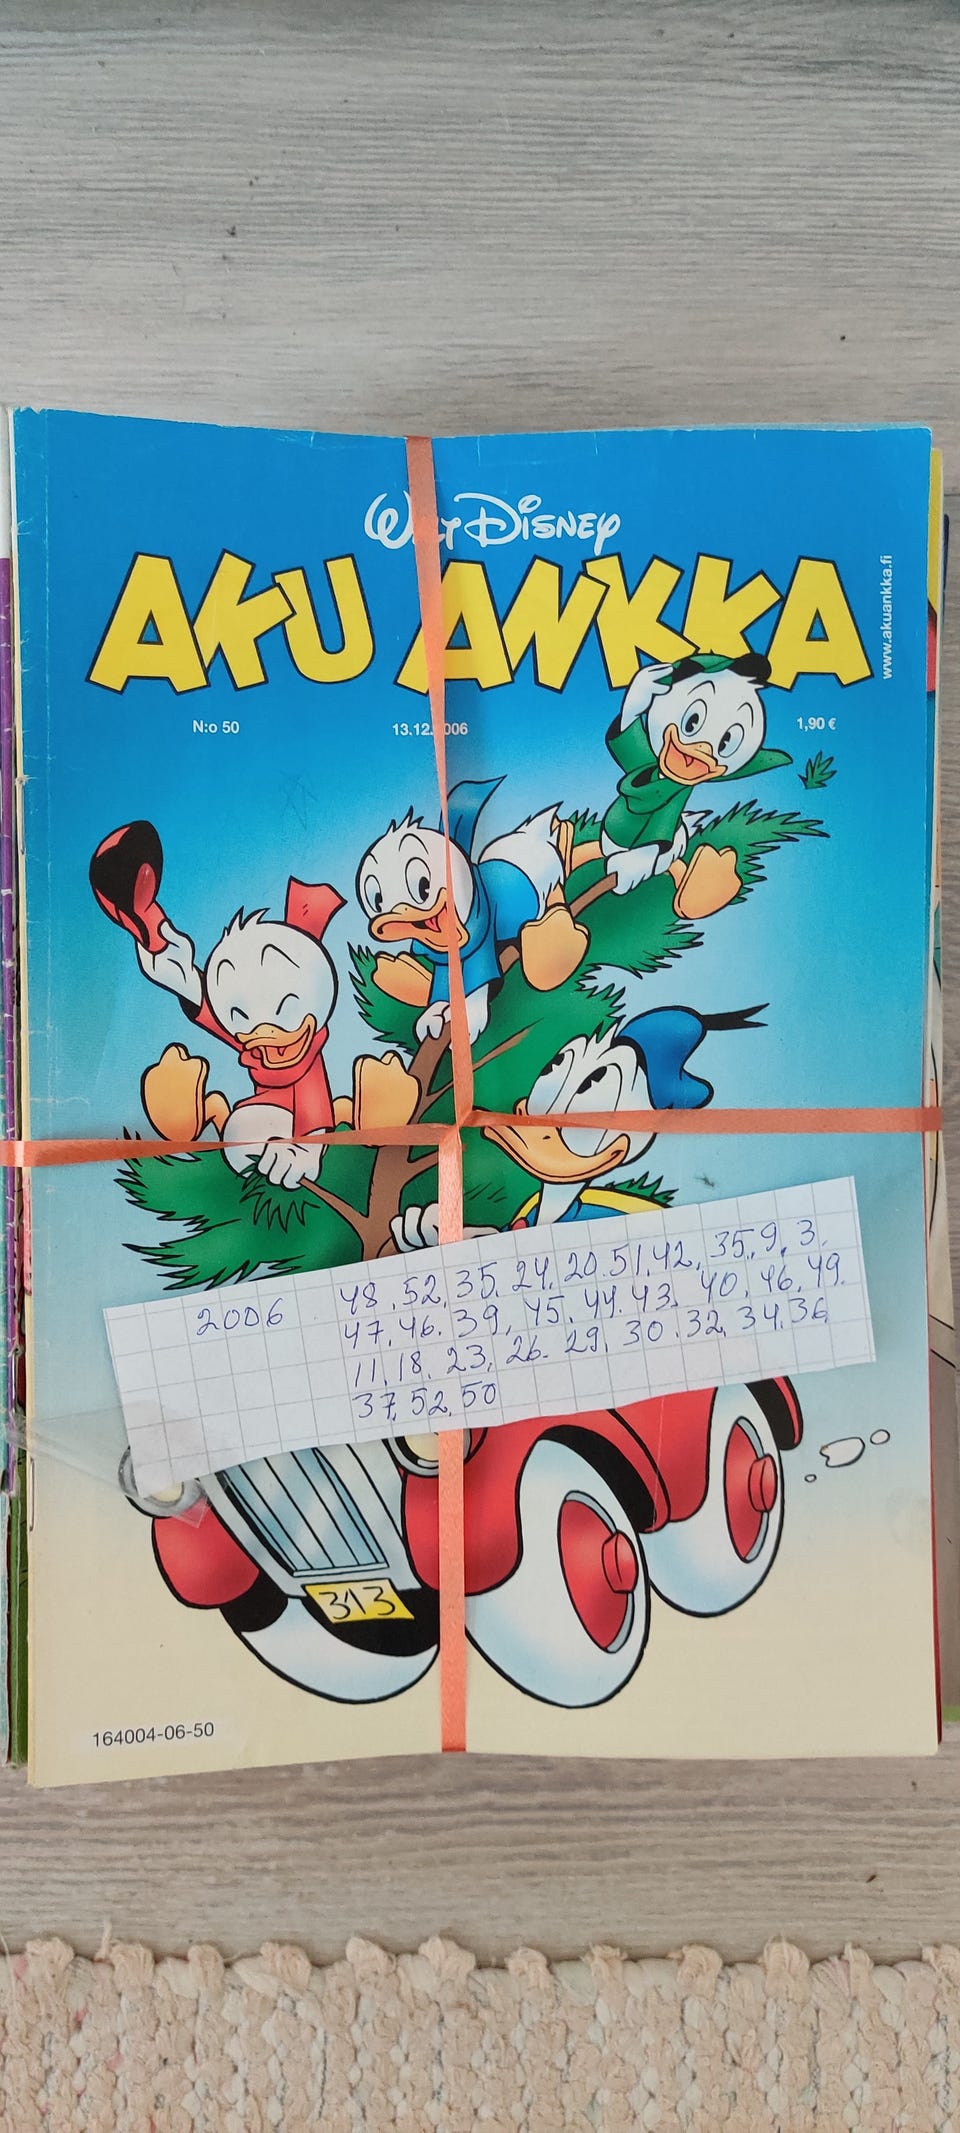 WALT DISNEY
AKU ANKKA
www.akuankka.fi
N:o 50 13.12.2006 1,90 €
2006 48, 52, 35, 24, 20. 51, 42, 35, 9, 3,
47, 46. 39, 45, 44. 43, 40, 46, 49.
11, 18, 23, 26. 29, 30. 32, 34, 36,
37, 52, 50
313
164004-06-50